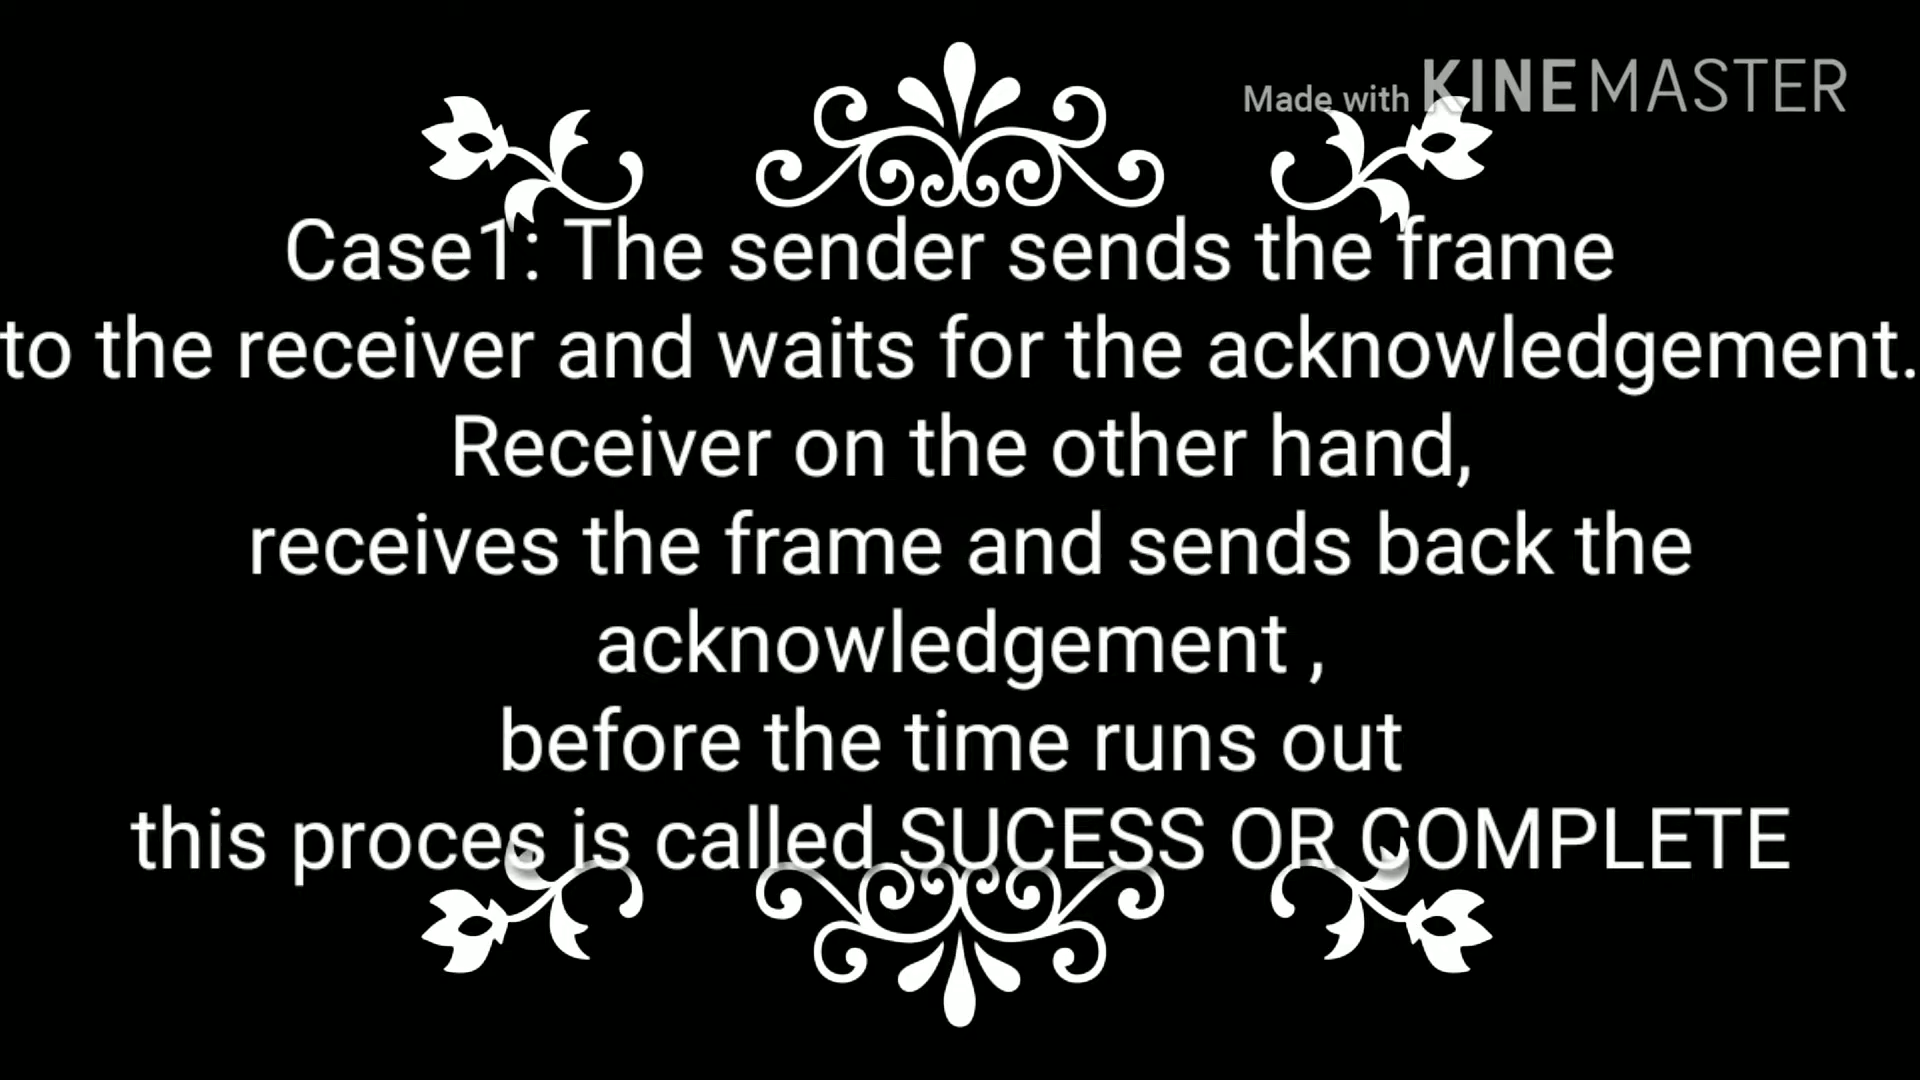 Made with KINEMASTER
Case1: The sender sends the frame
to the receiver and waits for the acknowledgement.
Receiver on the other hand,
receives the frame and sends back the
acknowledgement ,
before the time runs out
this proces is called SUCESS OR COMPLETE